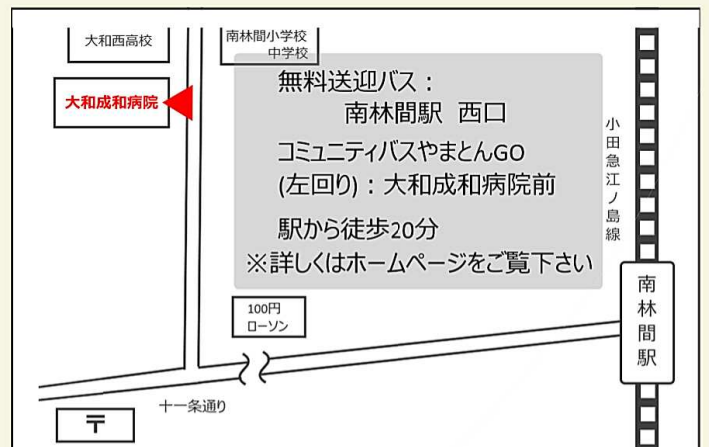 大和西高校
南林間小学校
中学校
大和成和病院
無料送迎バス：
南林間駅 西口
コミュニティバスやまとんGO
(左回り)：大和成和病院前
駅から徒歩20分
※詳しくはホームページをご覧下さい
小田急江ノ島線
南林間駅
100円
ローソン
十一条通り
〒